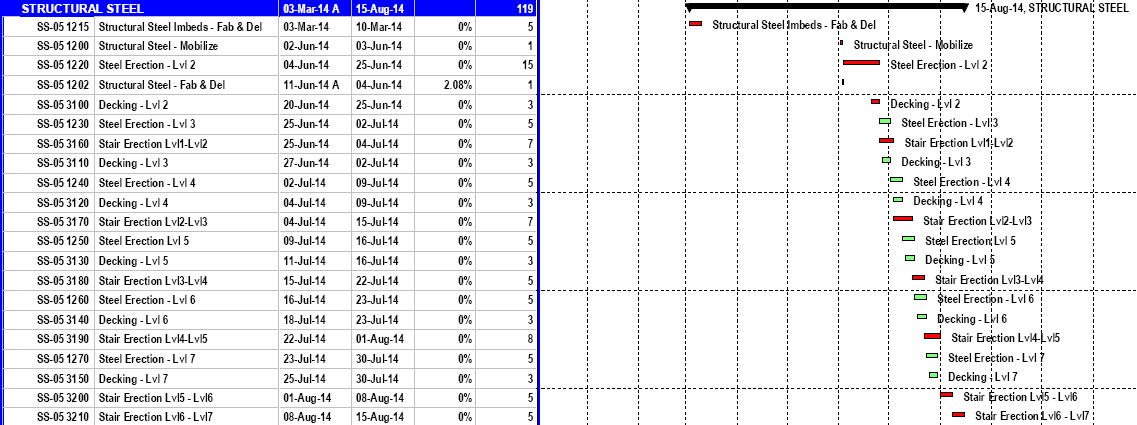 STRUCTURAL STEEL 03-Mar-14 A 15-Aug-14 119 15-Aug-14, STRUCTURAL STEEL
SS-05 1215 Structural Steel Imbeds - Fab & Del 03-Mar-14 10-Mar-14 0% 5 Structural Steel Imbeds - Fab & Del
SS-05 1200 Structural Steel - Mobilize 02-Jun-14 03-Jun-14 0% 1 Structural Steel - Mobilize
SS-05 1220 Steel Erection - Lvl 2 04-Jun-14 25-Jun-14 0% 15 Steel Erection - Lvl 2
SS-05 1202 Structural Steel - Fab & Del 11-Jun-14 A 04-Jun-14 2.08% 1
SS-05 3100 Decking - Lvl 2 20-Jun-14 25-Jun-14 0% 3 Decking - Lvl 2
SS-05 1230 Steel Erection - Lvl 3 25-Jun-14 02-Jul-14 0% 5 Steel Erection - Lvl 3
SS-05 3160 Stair Erection Lvl1-Lvl2 25-Jun-14 04-Jul-14 0% 7 Stair Erection Lvl1-Lvl2
SS-05 3110 Decking - Lvl 3 27-Jun-14 02-Jul-14 0% 3 Decking - Lvl 3
SS-05 1240 Steel Erection - Lvl 4 02-Jul-14 09-Jul-14 0% 5 Steel Erection - Lvl 4
SS-05 3120 Decking - Lvl 4 04-Jul-14 09-Jul-14 0% 3 Decking - Lvl 4
SS-05 3170 Stair Erection Lvl2-Lvl3 04-Jul-14 15-Jul-14 0% 7 Stair Erection Lvl2-Lvl3
SS-05 1250 Steel Erection Lvl 5 09-Jul-14 16-Jul-14 0% 5 Steel Erection Lvl 5
SS-05 3130 Decking - Lvl 5 11-Jul-14 16-Jul-14 0% 3 Decking - Lvl 5
SS-05 3180 Stair Erection Lvl3-Lvl4 15-Jul-14 22-Jul-14 0% 5 Stair Erection Lvl3-Lvl4
SS-05 1260 Steel Erection - Lvl 6 16-Jul-14 23-Jul-14 0% 5 Steel Erection - Lvl 6
SS-05 3140 Decking - Lvl 6 18-Jul-14 23-Jul-14 0% 3 Decking - Lvl 6
SS-05 3190 Stair Erection Lvl4-Lvl5 22-Jul-14 01-Aug-14 0% 8 Stair Erection Lvl4-Lvl5
SS-05 1270 Steel Erection - Lvl 7 23-Jul-14 30-Jul-14 0% 5 Steel Erection - Lvl 7
SS-05 3150 Decking - Lvl 7 25-Jul-14 30-Jul-14 0% 3 Decking - Lvl 7
SS-05 3200 Stair Erection Lvl5 - Lvl6 01-Aug-14 08-Aug-14 0% 5 Stair Erection Lvl5 - Lvl6
SS-05 3210 Stair Erection Lvl6 - Lvl7 08-Aug-14 15-Aug-14 0% 5 Stair Erection Lvl6 - Lvl7